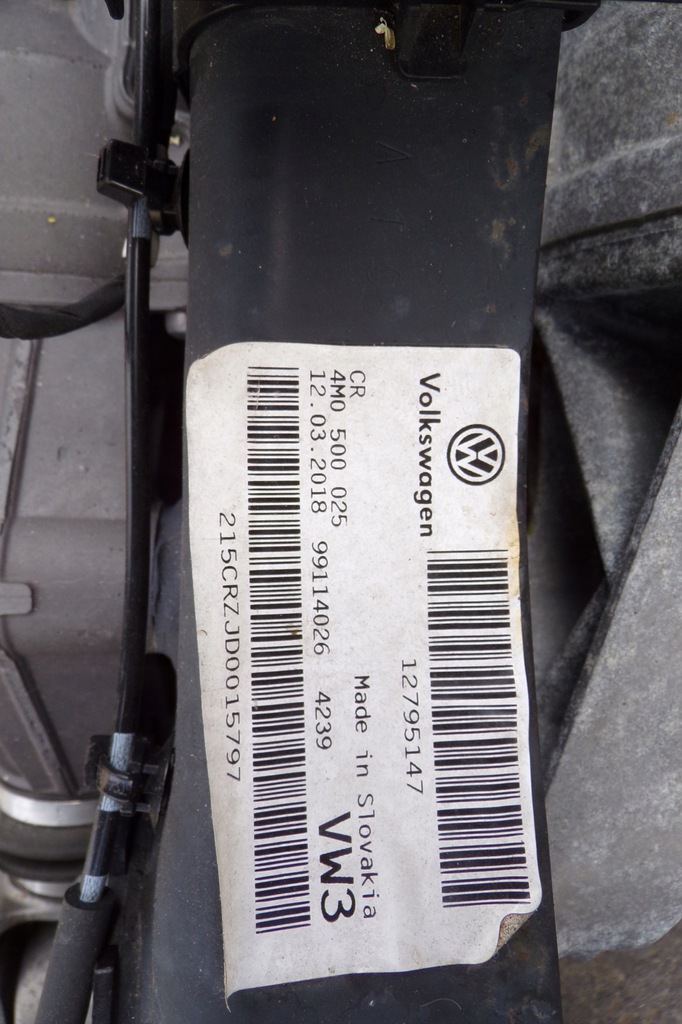 Volkswagen
12795147
CR
4M0 500 025 Made in Slovakia
12.03.2018 99114026 4239 VW3
215CRZJD0015797